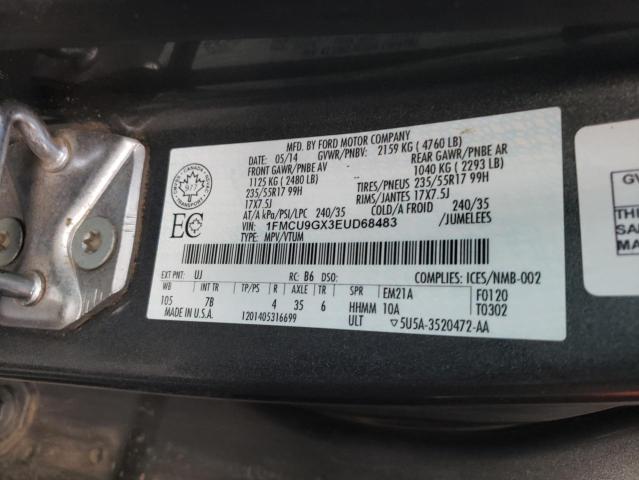 MFD. BY FORD MOTOR COMPANY
DATE: 05/14 GVWR/PNBV: 2159 KG ( 4760 LB)
FRONT GAWR/PNBE AV REAR GAWR/PNBE AR
1125 KG ( 2480 LB) 1040 KG ( 2293 LB)
235/55R17 99H TIRES/PNEUS 235/55R17 99H
17X7.5J RIMS/JANTES 17X7.5J
AT/A kPa/PSI/LPC 240/35 COLD/A FROID 240/35
VIN: 1FMCU9GX3EUD68483 /JUMELEES
TYPE: MPV/VTUM
EC
EXT PNT: UJ RC: B6 DSO: COMPLIES: ICES/NMB-002
WB INT TR TP/PS R AXLE TR SPR EM21A F0120
105 7B 4 35 6 HHMM 10A T0302
MADE IN U.S.A. 1201405316699 ULT ▽5U5A-3520472-AA
GV
THIS
SAF
MA